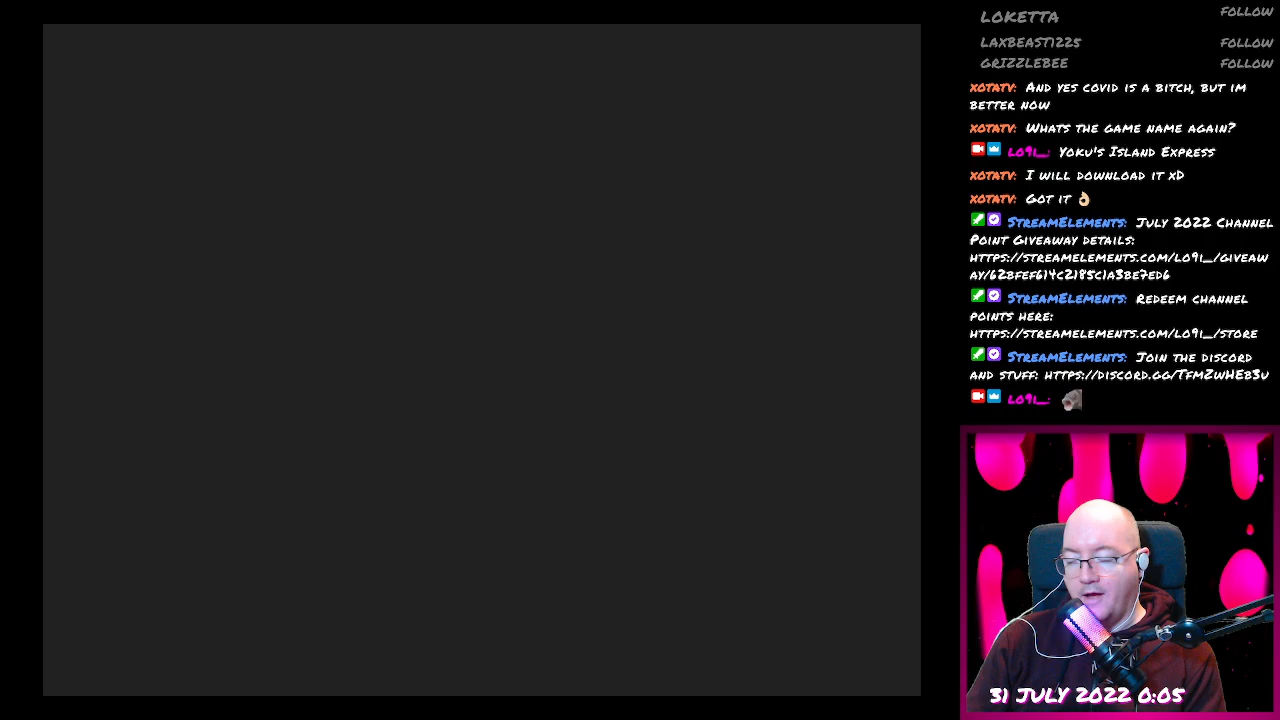 LOKETTA FOLLOW
LAXBEAST1225 FOLLOW
GRIZZLEBEE FOLLOW
XOTATV: AND YES COVID IS A BITCH, BUT IM
BETTER NOW
XOTATV: WHATS THE GAME NAME AGAIN?
LO9I_: YOKU'S ISLAND EXPRESS
XOTATV: I WILL DOWNLOAD IT XD
XOTATV: GOT IT 👌🏼
STREAMELEMENTS: JULY 2022 CHANNEL
POINT GIVEAWAY DETAILS:
HTTPS://STREAMELEMENTS.COM/LO9I_/GIVEAW
AY/62BFEF614C2185C1A3BE7ED6
STREAMELEMENTS: REDEEM CHANNEL
POINTS HERE:
HTTPS://STREAMELEMENTS.COM/LO9I_/STORE
STREAMELEMENTS: JOIN THE DISCORD
AND STUFF: HTTPS://DISCORD.GG/TFMZWHEB3U
LO9I_:
31 JULY 2022 0:05